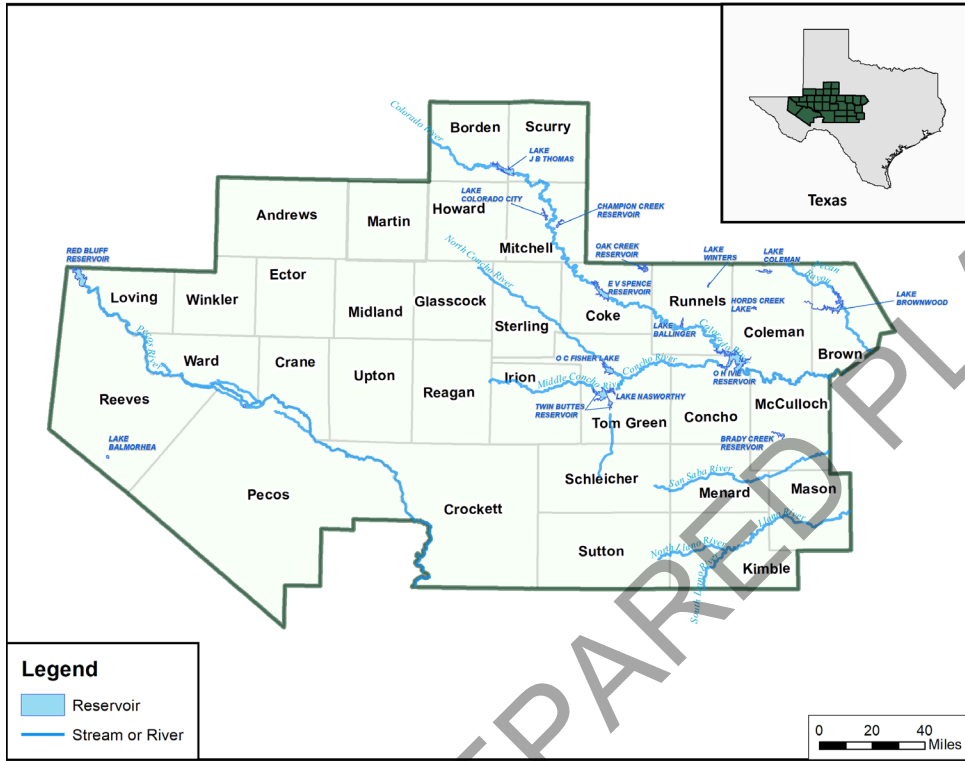 Texas
Colorado River
Borden
Scurry
LAKE
J B THOMAS
LAKE
COLORADO CITY
CHAMPION CREEK
RESERVOIR
Andrews
Martin
Howard
Mitchell
North Concho River
OAK CREEK
RESERVOIR
LAKE
WINTERS
LAKE
COLEMAN
Pecan
Bayou
RED BLUFF
RESERVOIR
Loving
Winkler
Ector
Midland
Glasscock
Sterling
E V SPENCE
RESERVOIR
Coke
Runnels
HORDS CREEK
LAKE
LAKE
BROWNWOOD
LAKE
BALLINGER
Colorado River
Coleman
Brown
Pecos River
Ward
Crane
Upton
Reagan
Irion
O C FISHER LAKE
Concho River
O H IVIE
RESERVOIR
Middle Concho River
LAKE NASWORTHY
TWIN BUTTES
RESERVOIR
Reeves
Tom Green
Concho
McCulloch
BRADY CREEK
RESERVOIR
LAKE
BALMORHEA
Pecos
Crockett
Schleicher
San Saba River
Menard
Mason
Sutton
North Llano River
Llano River
Kimble
South Llano River
EPARED PL
Legend
Reservoir
Stream or River
0 20 40
Miles